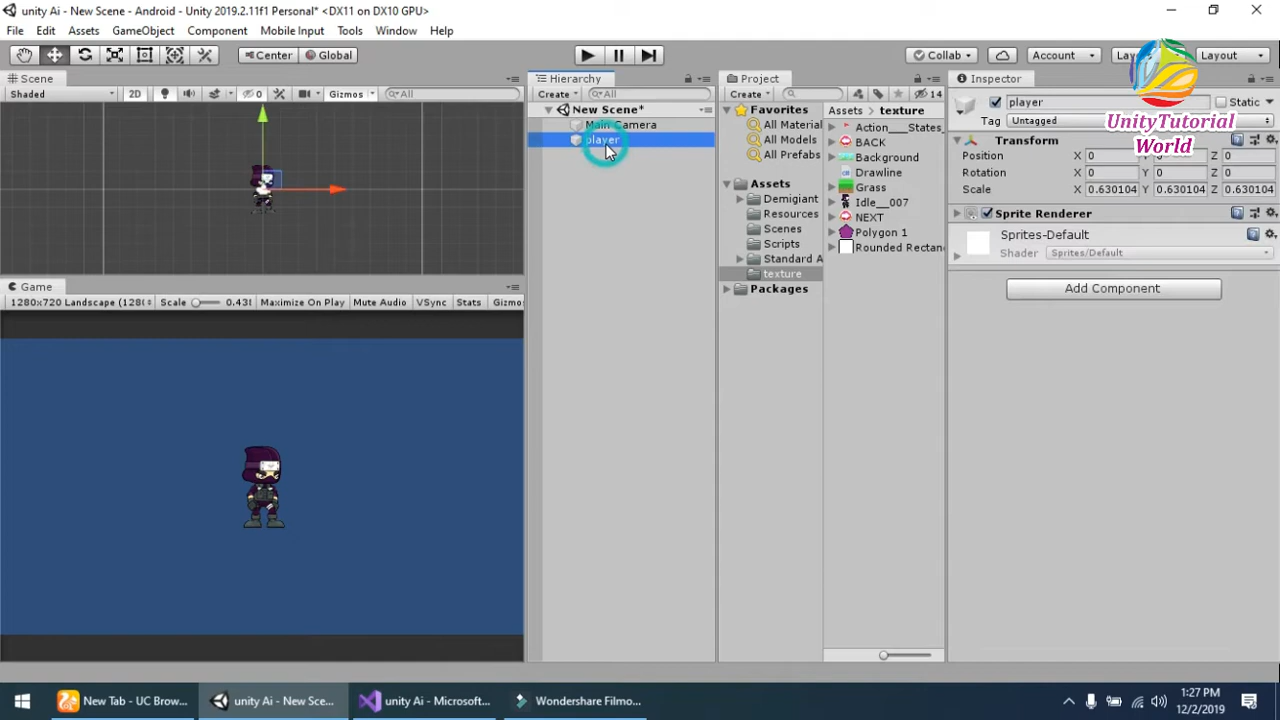 unity Ai - New Scene - Android - Unity 2019.2.11f1 Personal* <DX11 on DX10 GPU>
File Edit Assets GameObject Component Mobile Input Tools Window Help
Center Global Collab Account Layout
Scene
Shaded 2D 0 Gizmos All
Game
1280x720 Landscape (128 Scale 0.43 Maximize On Play Mute Audio VSync Stats Gizmos
Hierarchy
Create All
New Scene*
Main Camera
player
Project
Create 14
Favorites
All Material
All Models
All Prefabs
Assets
Demigiant
Resources
Scenes
Scripts
Standard A
texture
Packages
Assets texture
Action____States_
BACK
Background
Drawline
Grass
Idle__007
NEXT
Polygon 1
Rounded Rectan
Inspector
player Static
Tag Untagged
Transform
Position X 0 Z 0
Rotation X 0 Y 0 Z 0
Scale X 0.630104 Y 0.630104 Z 0.630104
Sprite Renderer
Sprites-Default
Shader Sprites/Default
Add Component
UnityTutorial
World
New Tab - UC Brow...
unity Ai - New Sce...
unity Ai - Microsoft...
Wondershare Filmo...
1:27 PM
12/2/2019